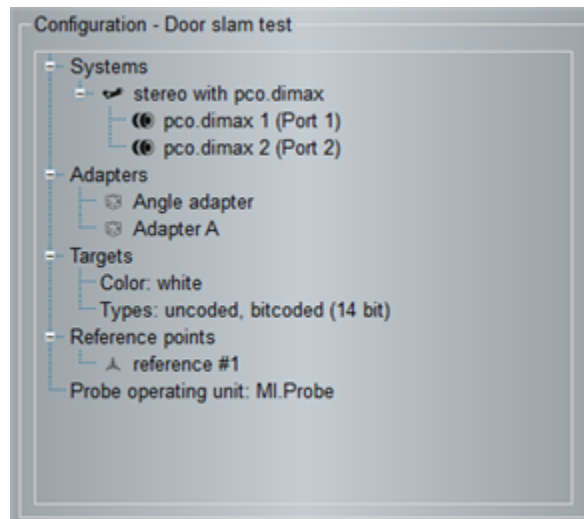 Configuration - Door slam test
Systems
stereo with pco.dimax
pco.dimax 1 (Port 1)
pco.dimax 2 (Port 2)
Adapters
Angle adapter
Adapter A
Targets
Color: white
Types: uncoded, bitcoded (14 bit)
Reference points
reference #1
Probe operating unit: MI.Probe